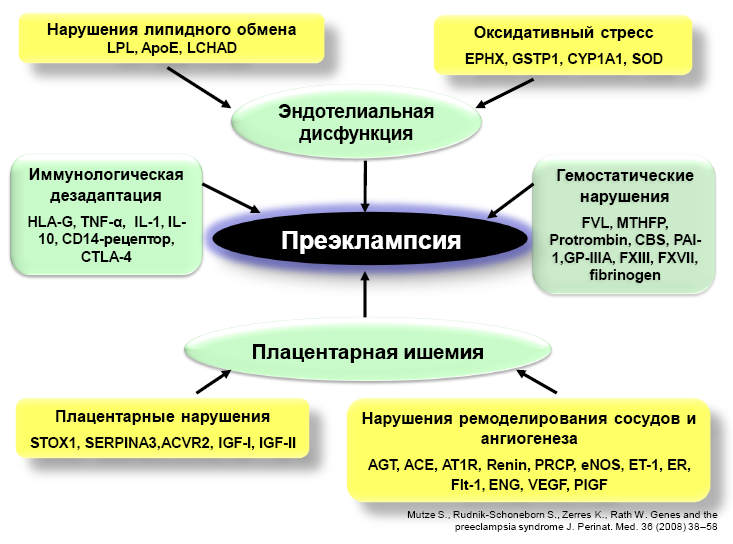 Нарушения липидного обмена
LPL, ApoE, LCHAD
Оксидативный стресс
EPHX, GSTP1, CYP1A1, SOD
Эндотелиальная
дисфункция
Иммунологическая
дезадаптация
HLA-G, TNF-α, IL-1, IL-
10, CD14-рецептор,
CTLA-4
Гемостатические
нарушения
FVL, MTHFP,
Protrombin, CBS, PAI-
1,GP-IIIA, FXIII, FXVII,
fibrinogen
Преэклампсия
Плацентарная ишемия
Плацентарные нарушения
STOX1, SERPINA3,ACVR2, IGF-I, IGF-II
Нарушения ремоделирования сосудов и
ангиогенеза
AGT, ACE, AT1R, Renin, PRCP, eNOS, ET-1, ER,
Flt-1, ENG, VEGF, PIGF
Mutze S., Rudnik-Schoneborn S., Zerres K., Rath W. Genes and the
preeclampsia syndrome J. Perinat. Med. 36 (2008) 38–58